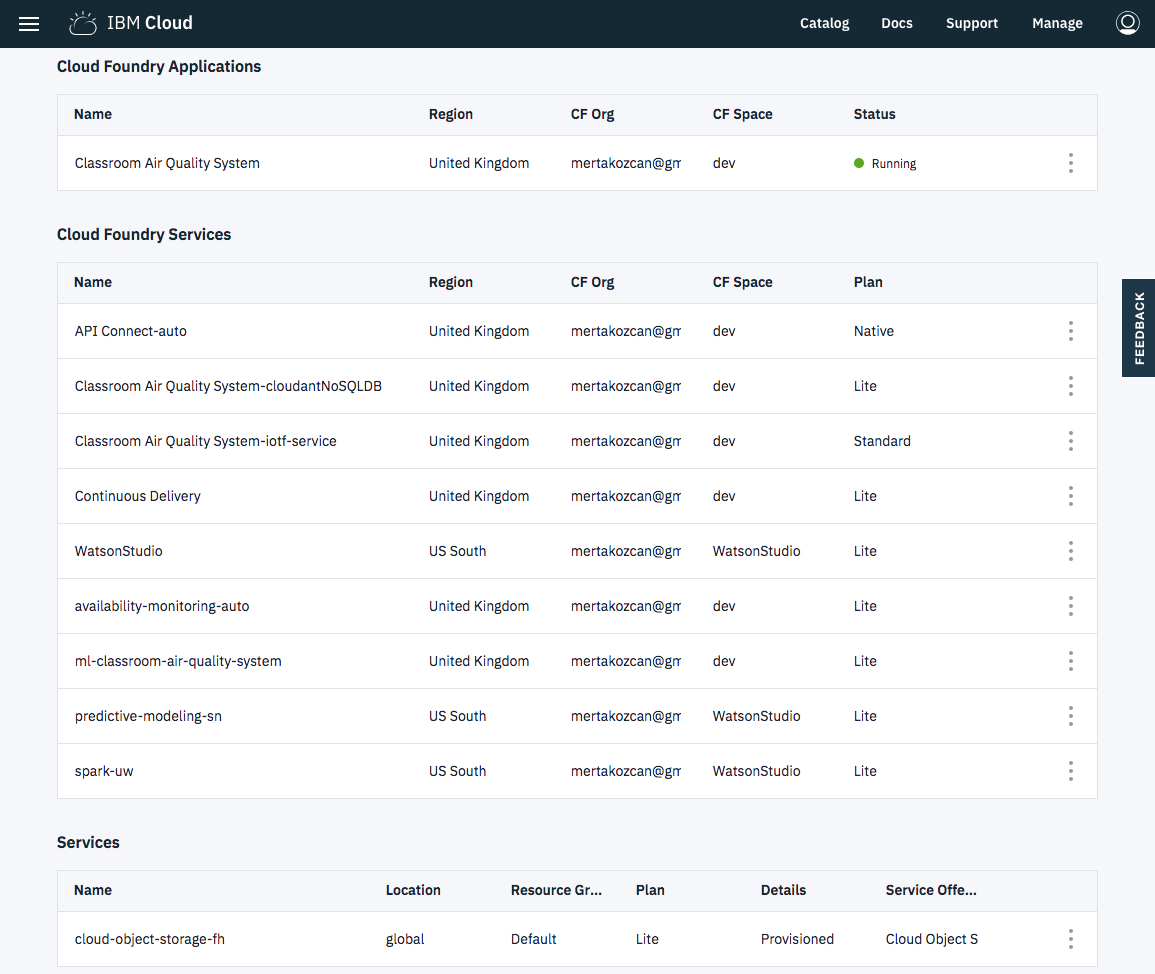 IBM Cloud Catalog Docs Support Manage
Cloud Foundry Applications
Name Region CF Org CF Space Status
Classroom Air Quality System United Kingdom mertakozcan@gm dev Running
Cloud Foundry Services
Name Region CF Org CF Space Plan
API Connect-auto United Kingdom mertakozcan@gm dev Native
Classroom Air Quality System-cloudantNoSQLDB United Kingdom mertakozcan@gm dev Lite
Classroom Air Quality System-iotf-service United Kingdom mertakozcan@gm dev Standard
Continuous Delivery United Kingdom mertakozcan@gm dev Lite
WatsonStudio US South mertakozcan@gm WatsonStudio Lite
availability-monitoring-auto United Kingdom mertakozcan@gm dev Lite
ml-classroom-air-quality-system United Kingdom mertakozcan@gm dev Lite
predictive-modeling-sn US South mertakozcan@gm WatsonStudio Lite
spark-uw US South mertakozcan@gm WatsonStudio Lite
Services
Name Location Resource Gr... Plan Details Service Offe...
cloud-object-storage-fh global Default Lite Provisioned Cloud Object S
FEEDBACK